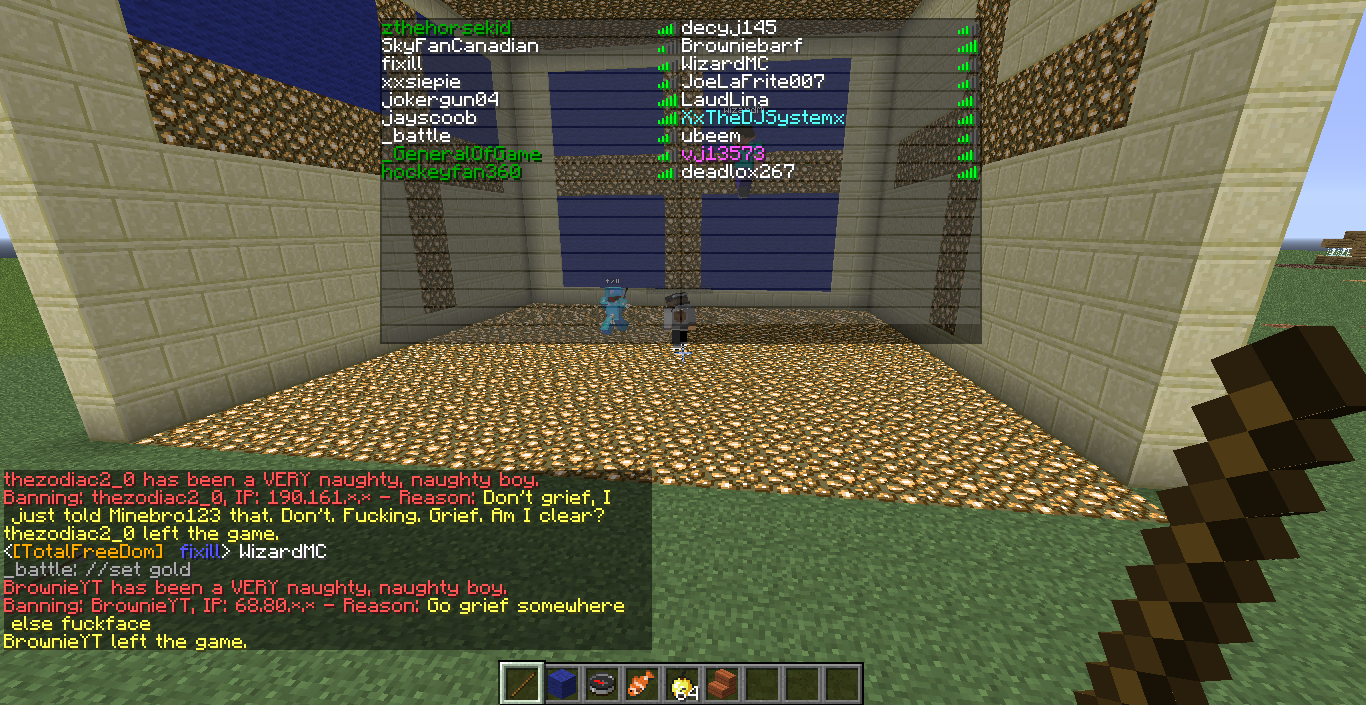 zthehorsekid decyj145
SkyFanCanadian Browniebarf
fixill WizardMC
xxsiepie JoeLaFrite007
jokergun04 LaudLina
jayscoob XxTheDJSystemx
_battle ubeem
_GeneralOfGame vj13573
hockeyfan360 deadlox267
thezodiac2_0 has been a VERY naughty, naughty boy.
Banning: thezodiac2_0, IP: 190.161.*.* - Reason: Don't grief, I
just told Minebro123 that. Don't. Fucking. Grief. Am I clear?
thezodiac2_0 left the game.
<[TotalFreeDom] fixill> WizardMC
_battle: //set gold
BrownieYT has been a VERY naughty, naughty boy.
Banning: BrownieYT, IP: 68.80.*.* - Reason: Go grief somewhere
else fuckface
BrownieYT left the game.
64